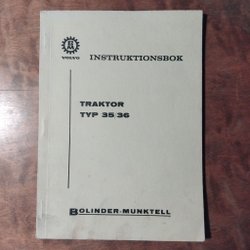 VOLVO
INSTRUKTIONSBOK
TRAKTOR
TYP 35/36
BOLINDER-MUNKTELL